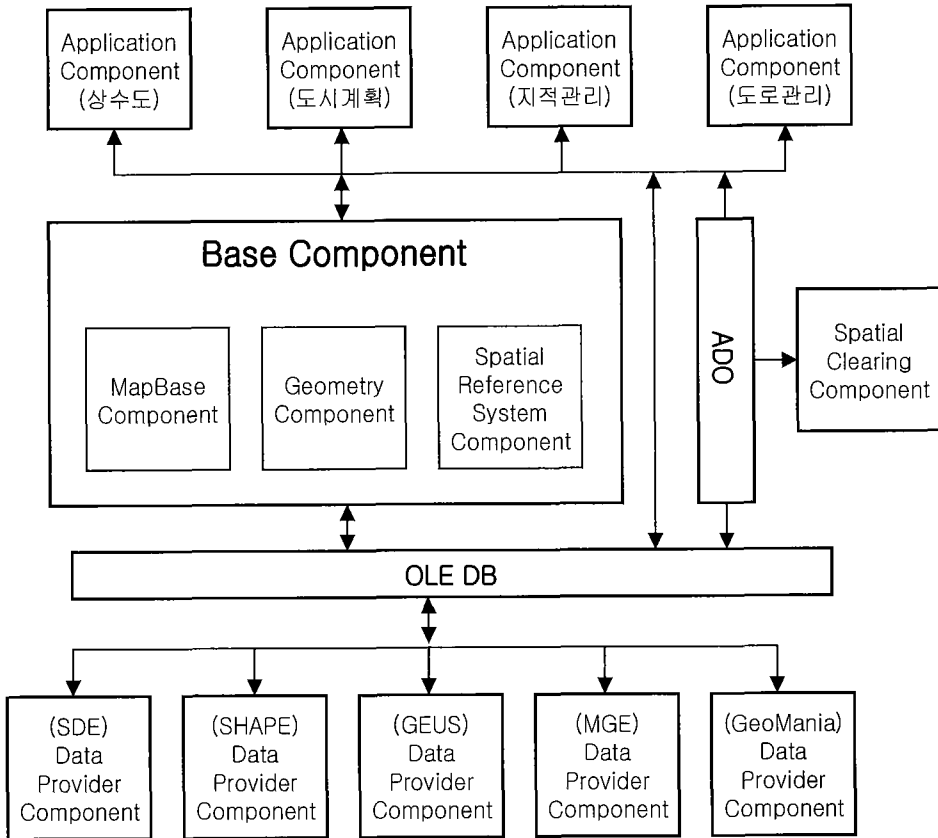 Application
Component
(상수도)
Application
Component
(도시계획)
Application
Component
(지적관리)
Application
Component
(도로관리)
Base Component
MapBase
Component
Geometry
Component
Spatial
Reference
System
Component
ADO
Spatial
Clearing
Component
OLE DB
(SDE)
Data
Provider
Component
(SHAPE)
Data
Provider
Component
(GEUS)
Data
Provider
Component
(MGE)
Data
Provider
Component
(GeoMania)
Data
Provider
Component